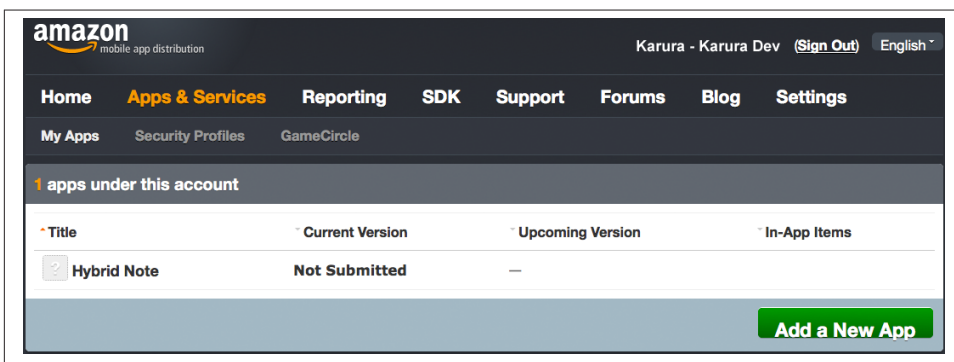 amazon
mobile app distribution
Karura - Karura Dev (Sign Out) English
Home Apps & Services Reporting SDK Support Forums Blog Settings
My Apps Security Profiles GameCircle
1 apps under this account
Title Current Version Upcoming Version In-App Items
? Hybrid Note Not Submitted —
Add a New App